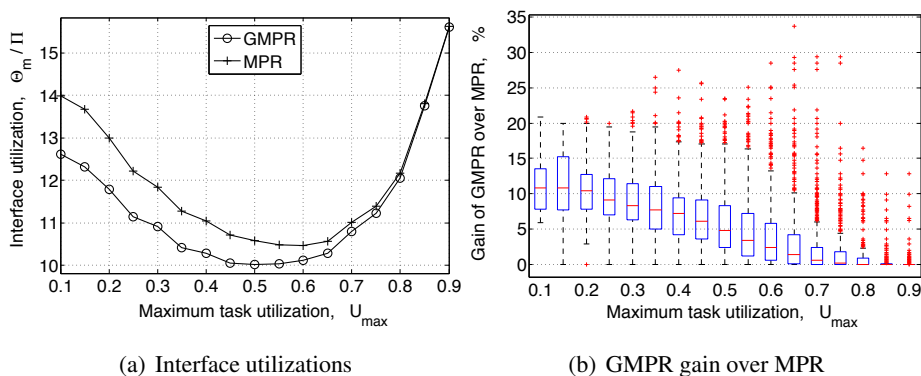 16
15
14
13
12
11
10
0.1 0.2 0.3 0.4 0.5 0.6 0.7 0.8 0.9
Interface utilization, Θm / Π
Maximum task utilization, Umax
GMPR
MPR
(a) Interface utilizations
35
30
25
20
15
10
5
0
0.1 0.2 0.3 0.4 0.5 0.6 0.7 0.8 0.9
Gain of GMPR over MPR, %
Maximum task utilization, Umax
(b) GMPR gain over MPR